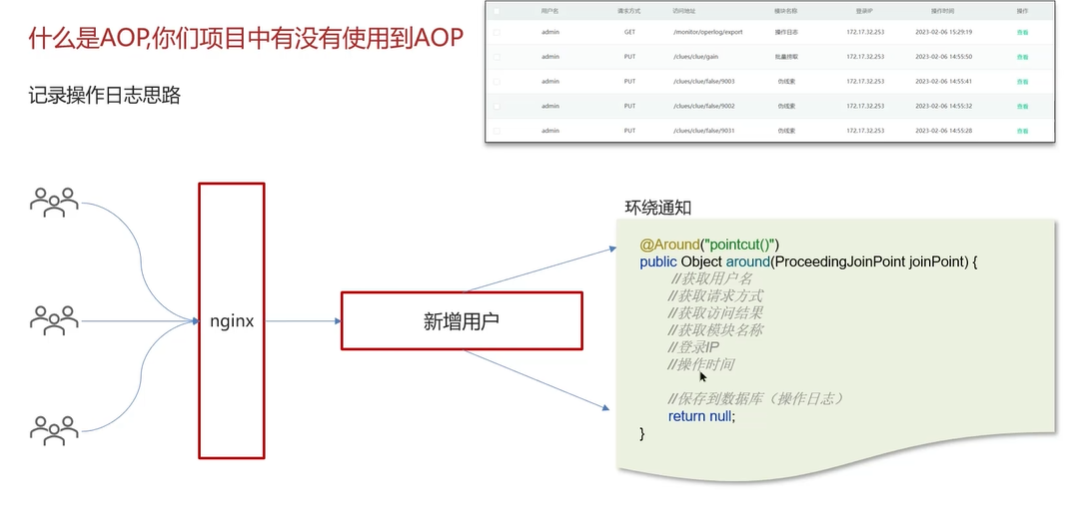 什么是AOP,你们项目中有没有使用到AOP
记录操作日志思路
用户名 请求方式 访问地址 模块名称 登录IP 操作时间 操作
admin GET /monitor/operlog/export 操作日志 172.17.32.253 2023-02-06 15:29:19 查看
admin PUT /clues/clue/gain 批量捞取 172.17.32.253 2023-02-06 14:55:50 查看
admin PUT /clues/clue/false/9003 伪线索 172.17.32.253 2023-02-06 14:55:41 查看
admin PUT /clues/clue/false/9002 伪线索 172.17.32.253 2023-02-06 14:55:32 查看
admin PUT /clues/clue/false/9031 伪线索 172.17.32.253 2023-02-06 14:55:28 查看
nginx
新增用户
环绕通知
@Around("pointcut()")
public Object around(ProceedingJoinPoint joinPoint) {
//获取用户名
//获取请求方式
//获取访问结果
//获取模块名称
//登录IP
//操作时间
//保存到数据库（操作日志）
return null;
}